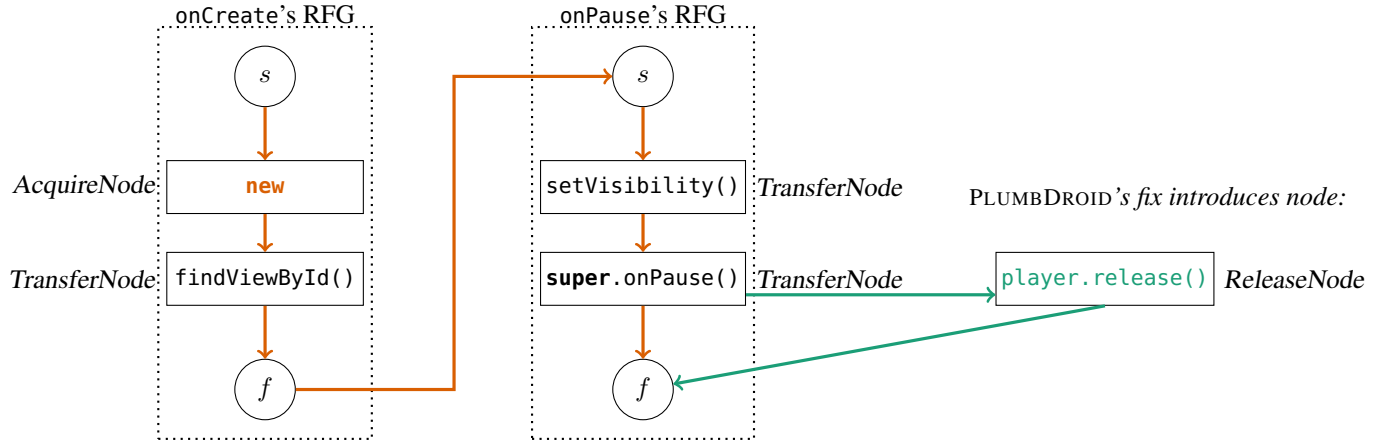 onCreate's RFG
onPause's RFG
s
s
AcquireNode
new
setVisibility()
TransferNode
PLUMBDROID's fix introduces node:
TransferNode
findViewById()
super.onPause()
TransferNode
player.release()
ReleaseNode
f
f